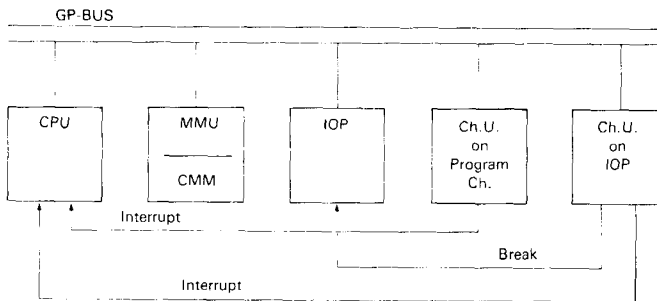 GP-BUS
CPU
MMU
CMM
IOP
Ch.U.
on
Program
Ch.
Ch.U.
on
IOP
Interrupt
Break
Interrupt